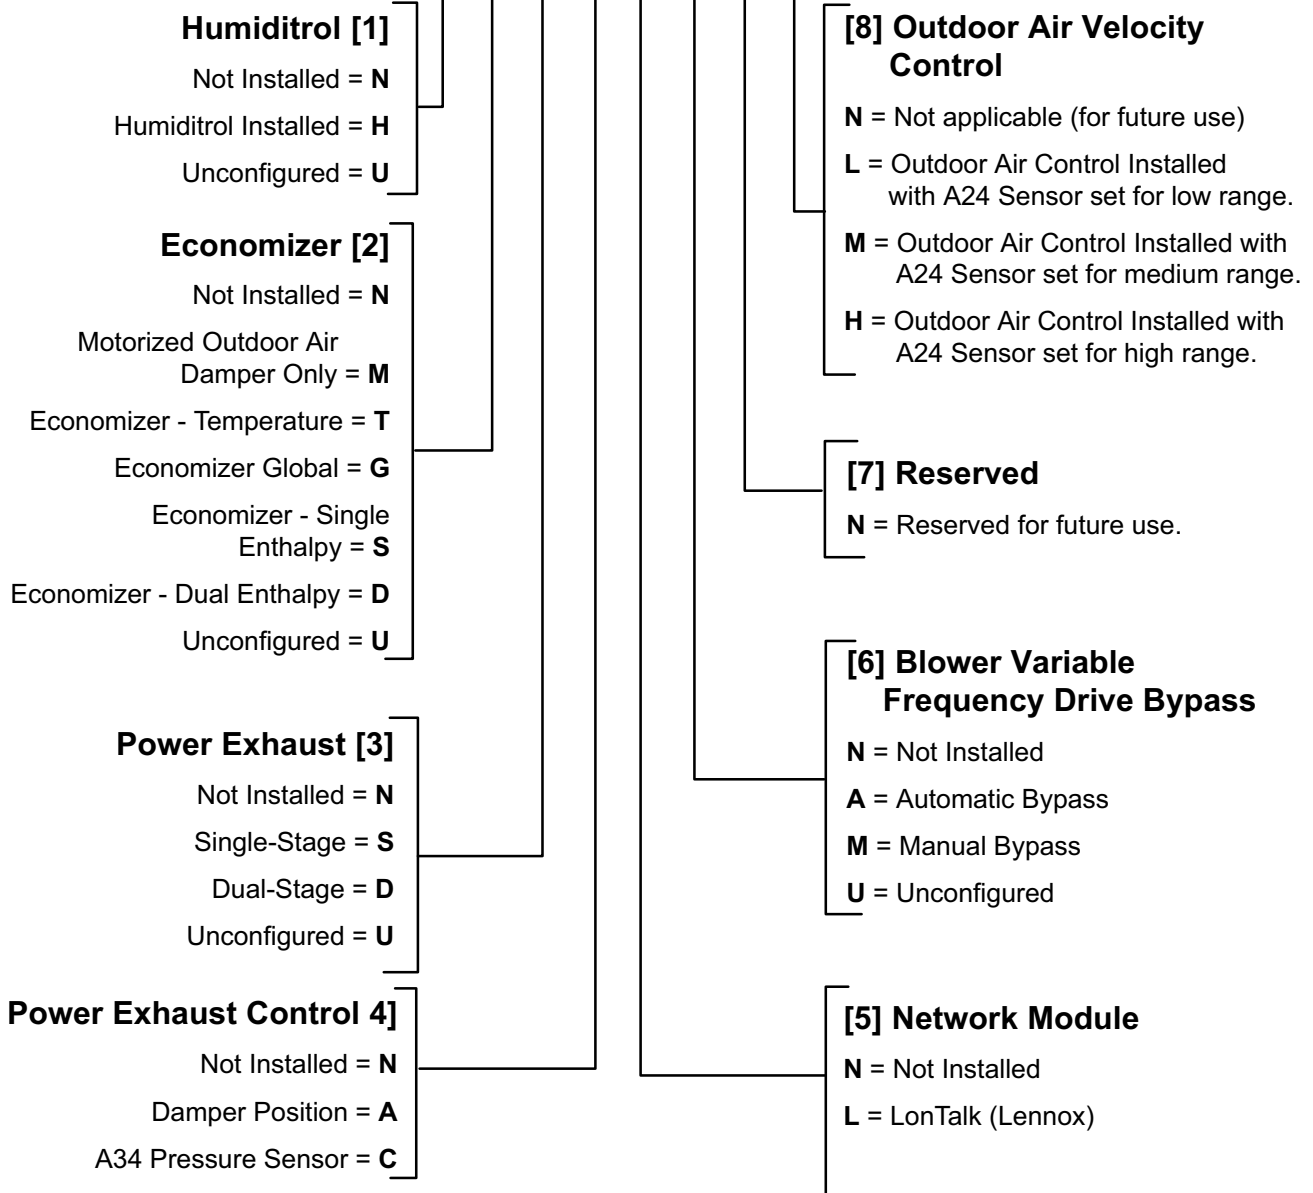 Humiditrol [1]
Not Installed = N
Humiditrol Installed = H
Unconfigured = U
Economizer [2]
Not Installed = N
Motorized Outdoor Air
Damper Only = M
Economizer - Temperature = T
Economizer Global = G
Economizer - Single
Enthalpy = S
Economizer - Dual Enthalpy = D
Unconfigured = U
Power Exhaust [3]
Not Installed = N
Single-Stage = S
Dual-Stage = D
Unconfigured = U
Power Exhaust Control 4]
Not Installed = N
Damper Position = A
A34 Pressure Sensor = C
[8] Outdoor Air Velocity
Control
N = Not applicable (for future use)
L = Outdoor Air Control Installed
with A24 Sensor set for low range.
M = Outdoor Air Control Installed with
A24 Sensor set for medium range.
H = Outdoor Air Control Installed with
A24 Sensor set for high range.
[7] Reserved
N = Reserved for future use.
[6] Blower Variable
Frequency Drive Bypass
N = Not Installed
A = Automatic Bypass
M = Manual Bypass
U = Unconfigured
[5] Network Module
N = Not Installed
L = LonTalk (Lennox)